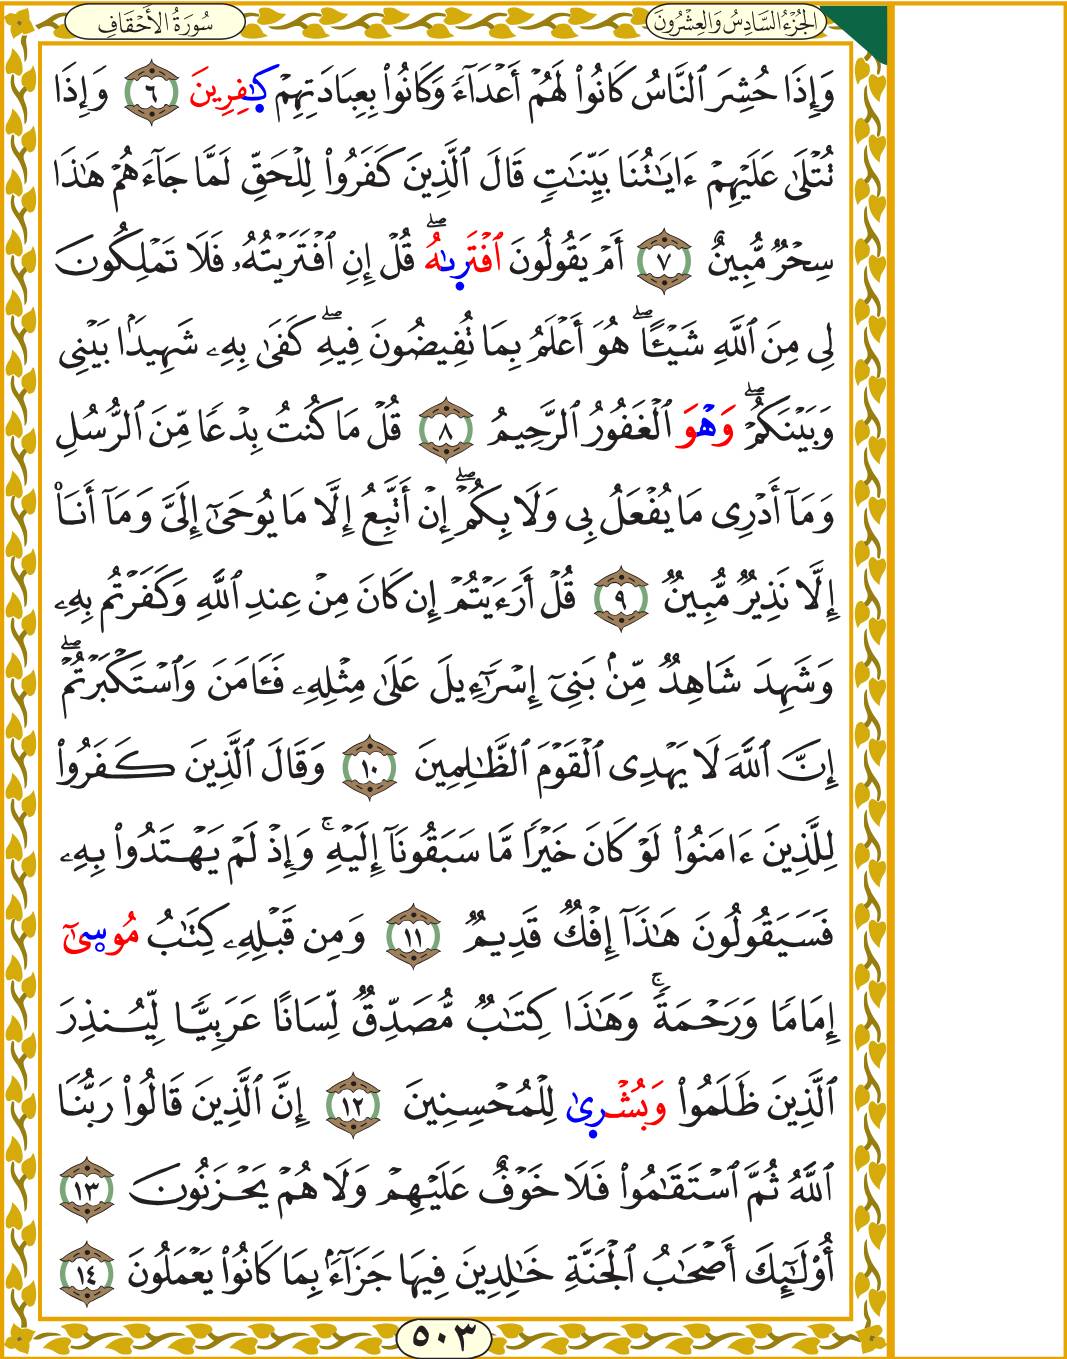 سُورَةُ الأَحْقَافِ
الجُزْءُ السَّادِسُ وَالعِشْرُونَ
وَإِذَا حُشِرَ ٱلنَّاسُ كَانُوا۟ لَهُمْ أَعْدَآءً وَكَانُوا۟ بِعِبَادَتِهِمْ كَـٰفِرِينَ ٦ وَإِذَا
تُتْلَىٰ عَلَيْهِمْ ءَايَـٰتُنَا بَيِّنَـٰتٍ قَالَ ٱلَّذِينَ كَفَرُوا۟ لِلْحَقِّ لَمَّا جَآءَهُمْ هَـٰذَا
سِحْرٌ مُّبِينٌ ٧ أَمْ يَقُولُونَ ٱفْتَرَىٰهُ ۖ قُلْ إِنِ ٱفْتَرَيْتُهُۥ فَلَا تَمْلِكُونَ
لِى مِنَ ٱللَّهِ شَيْـًٔا ۖ هُوَ أَعْلَمُ بِمَا تُفِيضُونَ فِيهِ ۖ كَفَىٰ بِهِۦ شَهِيدًۢا بَيْنِى
وَبَيْنَكُمْ ۖ وَهْوَ ٱلْغَفُورُ ٱلرَّحِيمُ ٨ قُلْ مَا كُنتُ بِدْعًا مِّنَ ٱلرُّسُلِ
وَمَآ أَدْرِى مَا يُفْعَلُ بِى وَلَا بِكُمْ ۖ إِنْ أَتَّبِعُ إِلَّا مَا يُوحَىٰٓ إِلَىَّ وَمَآ أَنَا۠
إِلَّا نَذِيرٌ مُّبِينٌ ٩ قُلْ أَرَءَيْتُمْ إِن كَانَ مِنْ عِندِ ٱللَّهِ وَكَفَرْتُم بِهِۦ
وَشَهِدَ شَاهِدٌ مِّنۢ بَنِىٓ إِسْرَٰٓءِيلَ عَلَىٰ مِثْلِهِۦ فَـَٔامَنَ وَٱسْتَكْبَرْتُمْ ۖ
إِنَّ ٱللَّهَ لَا يَهْدِى ٱلْقَوْمَ ٱلظَّـٰلِمِينَ ١٠ وَقَالَ ٱلَّذِينَ كَفَرُوا۟
لِلَّذِينَ ءَامَنُوا۟ لَوْ كَانَ خَيْرًا مَّا سَبَقُونَآ إِلَيْهِ ۚ وَإِذْ لَمْ يَهْتَدُوا۟ بِهِۦ
فَسَيَقُولُونَ هَـٰذَآ إِفْكٌ قَدِيمٌ ١١ وَمِن قَبْلِهِۦ كِتَـٰبُ مُوسَىٰٓ
إِمَامًا وَرَحْمَةً ۚ وَهَـٰذَا كِتَـٰبٌ مُّصَدِّقٌ لِّسَانًا عَرَبِيًّا لِّيُنذِرَ
ٱلَّذِينَ ظَلَمُوا۟ وَبُشْرَىٰ لِلْمُحْسِنِينَ ١٢ إِنَّ ٱلَّذِينَ قَالُوا۟ رَبُّنَا
ٱللَّهُ ثُمَّ ٱسْتَقَـٰمُوا۟ فَلَا خَوْفٌ عَلَيْهِمْ وَلَا هُمْ يَحْزَنُونَ ١٣
أُو۟لَـٰٓئِكَ أَصْحَـٰبُ ٱلْجَنَّةِ خَـٰلِدِينَ فِيهَا جَزَآءًۢ بِمَا كَانُوا۟ يَعْمَلُونَ ١٤
٥٠٣